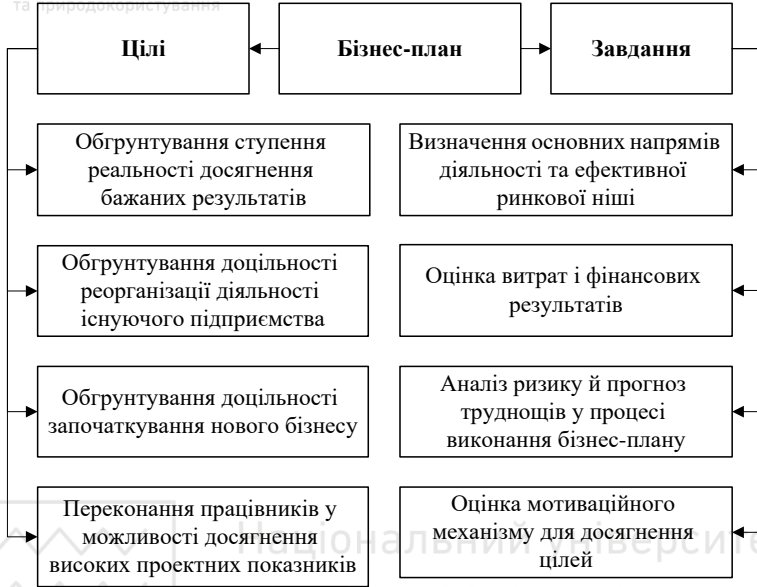 та природокористування
Цілі
Бізнес-план
Завдання
Обгрунтування ступення
реальності досягнення
бажаних результатів
Визначення основних напрямів
діяльності та ефективної
ринкової ніші
Обгрунтування доцільності
реорганізації діяльності
існуючого підприємства
Оцінка витрат і фінансових
результатів
Обгрунтування доцільності
започаткування нового бізнесу
Аналіз ризику й прогноз
труднощів у процесі
виконання бізнес-плану
Переконання працівників у
можливості досягнення
високих проектних показників
Оцінка мотиваційного
механізму для досягнення
цілей
Національний університе